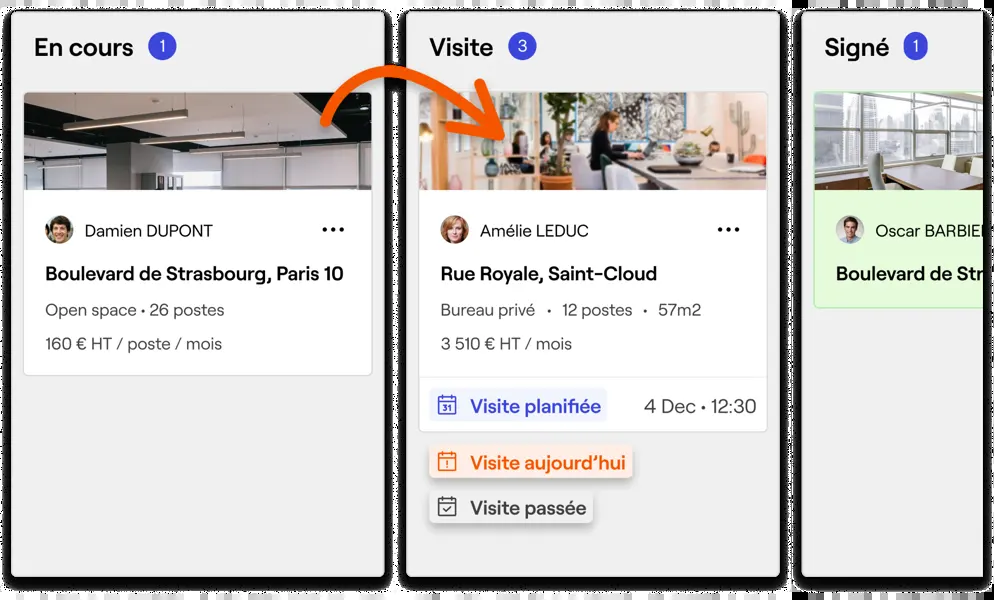 En cours 1
Damien DUPONT
Boulevard de Strasbourg, Paris 10
Open space • 26 postes
160 € HT / poste / mois
Visite 3
Amélie LEDUC
Rue Royale, Saint-Cloud
Bureau privé • 12 postes • 57m2
3 510 € HT / mois
31 Visite planifiée 4 Dec • 12:30
Visite aujourd’hui
Visite passée
Signé 1
Oscar
Boulevard de